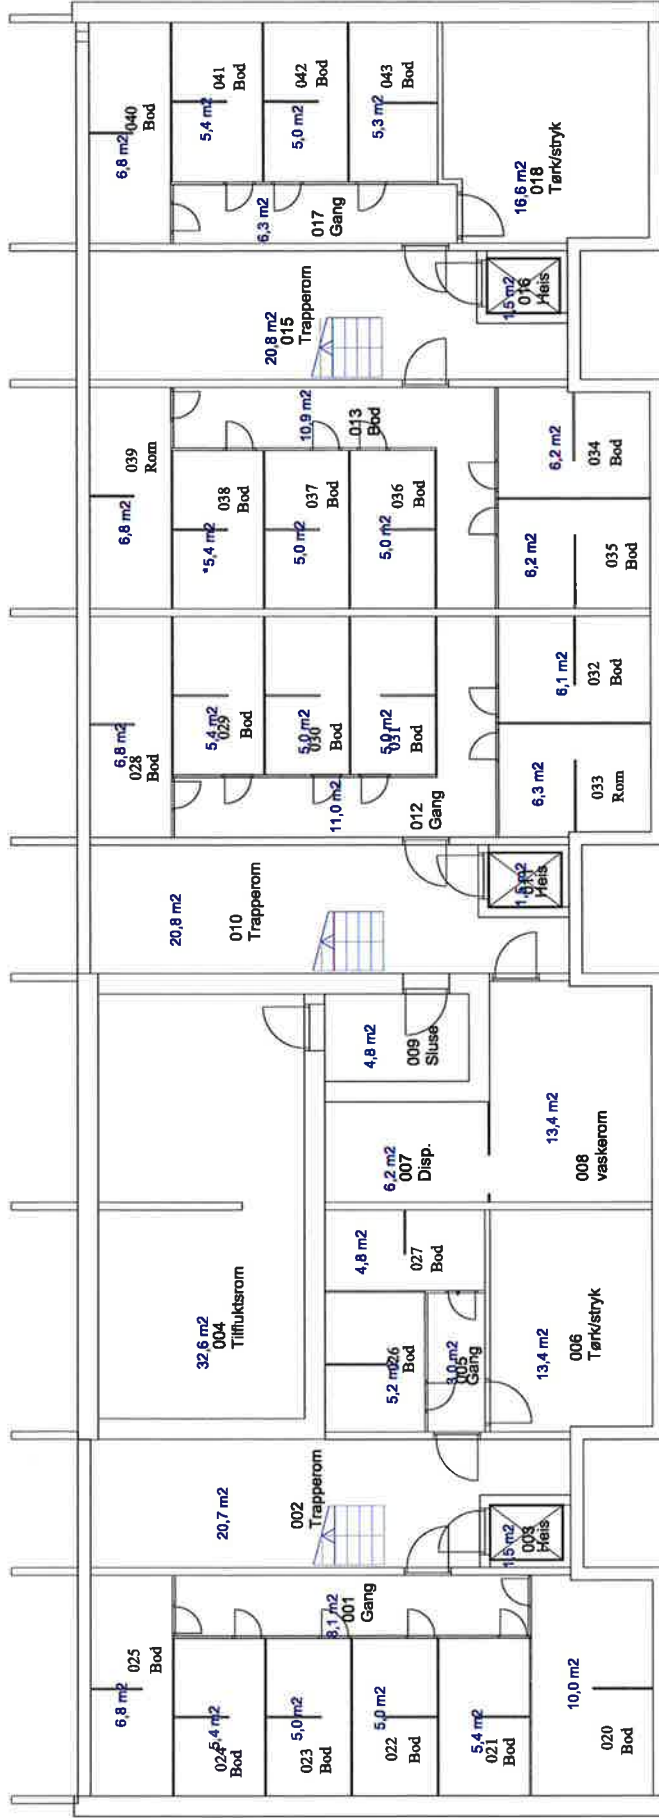 6,8 m2
040
Bod
5,4 m2
041
Bod
5,0 m2
042
Bod
5,3 m2
043
Bod
6,3 m2
017
Gang
16,6 m2
018
Tørk/stryk
20,8 m2
015
Trapperom
1,5 m2
016
Heis
6,8 m2
039
Rom
10,9 m2
013
Bod
*5,4 m2
038
Bod
5,0 m2
037
Bod
5,0 m2
036
Bod
6,2 m2
034
Bod
6,2 m2
035
Bod
6,8 m2
028
Bod
5,4 m2
029
Bod
5,0 m2
030
Bod
5,0 m2
031
Bod
6,1 m2
032
Bod
6,3 m2
033
Rom
11,0 m2
012
Gang
20,8 m2
010
Trapperom
1,5 m2
011
Heis
32,6 m2
004
Tilfluktsrom
4,8 m2
009
Sluse
6,2 m2
007
Disp.
13,4 m2
008
vaskerom
4,8 m2
027
Bod
5,2 m2
026
Bod
3,0 m2
005
Gang
13,4 m2
006
Tørk/stryk
20,7 m2
002
Trapperom
1,5 m2
003
Heis
6,8 m2
025
Bod
8,1 m2
001
Gang
5,4 m2
024
Bod
5,0 m2
023
Bod
5,0 m2
022
Bod
5,4 m2
021
Bod
10,0 m2
020
Bod